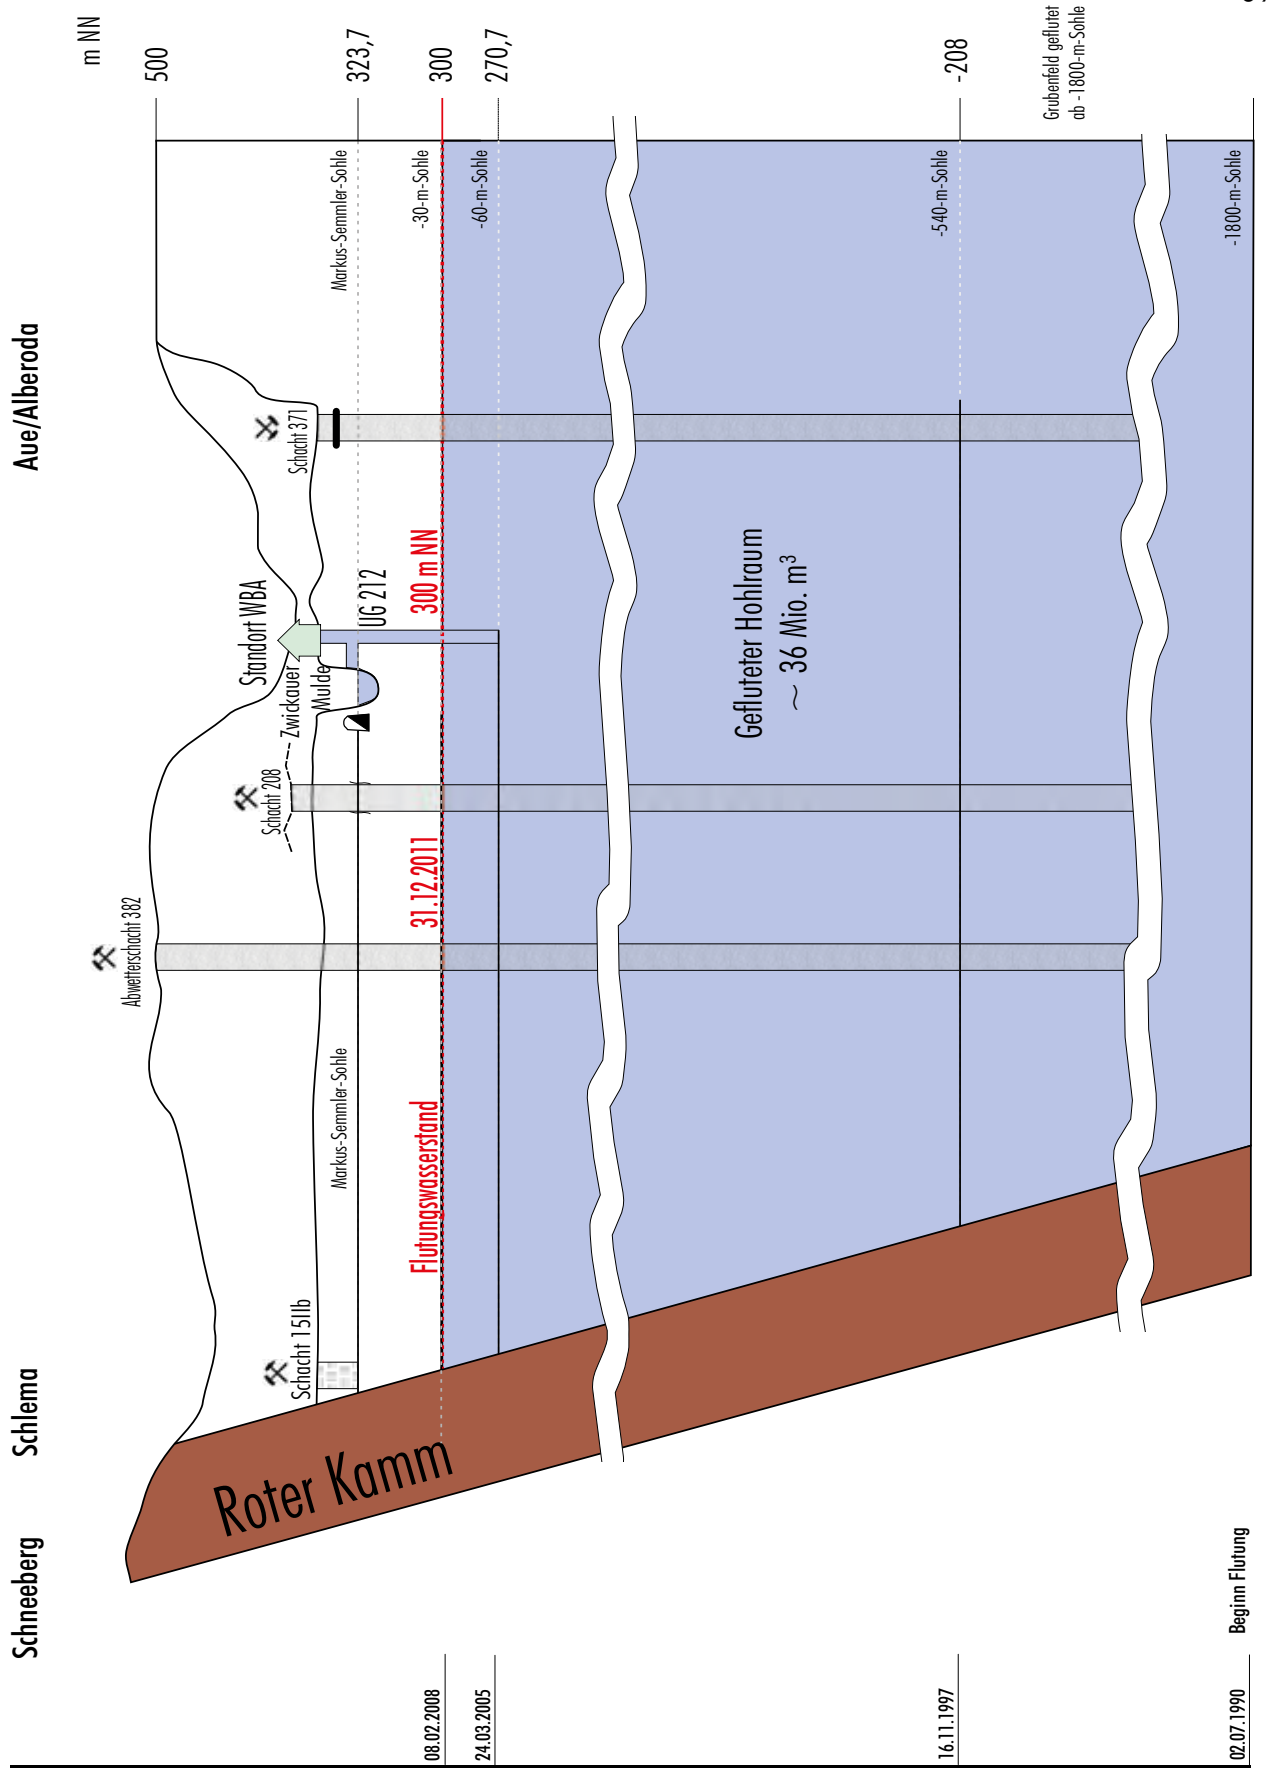 Schneeberg
Schlema
Aue/Alberoda
m NN
500
Abwetterschacht 382
Standort WBA
Schacht 208
Zwickauer
Mulde
Schacht 371
Schacht 15IIb
Markus-Semmler-Sohle
UG 212
Markus-Semmler-Sohle
323,7
08.02.2008
Flutungswasserstand
31.12.2011
300 m NN
-30-m-Sohle
300
24.03.2005
-60-m-Sohle
270,7
Roter Kamm
Gefluteter Hohlraum
~ 36 Mio. m³
16.11.1997
-540-m-Sohle
-208
Grubenfeld geflutet
ab -1800-m-Sohle
02.07.1990
Beginn Flutung
-1800-m-Sohle